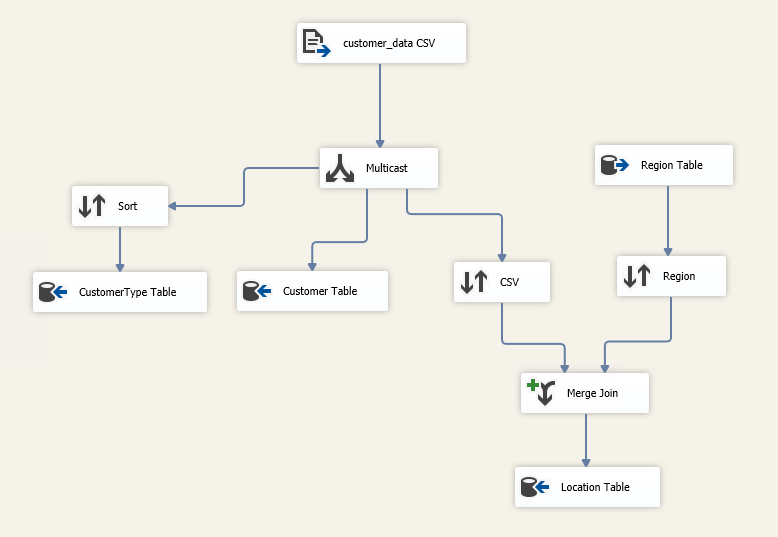 customer_data CSV
Multicast
Region Table
Sort
CSV
Region
CustomerType Table
Customer Table
Merge Join
Location Table